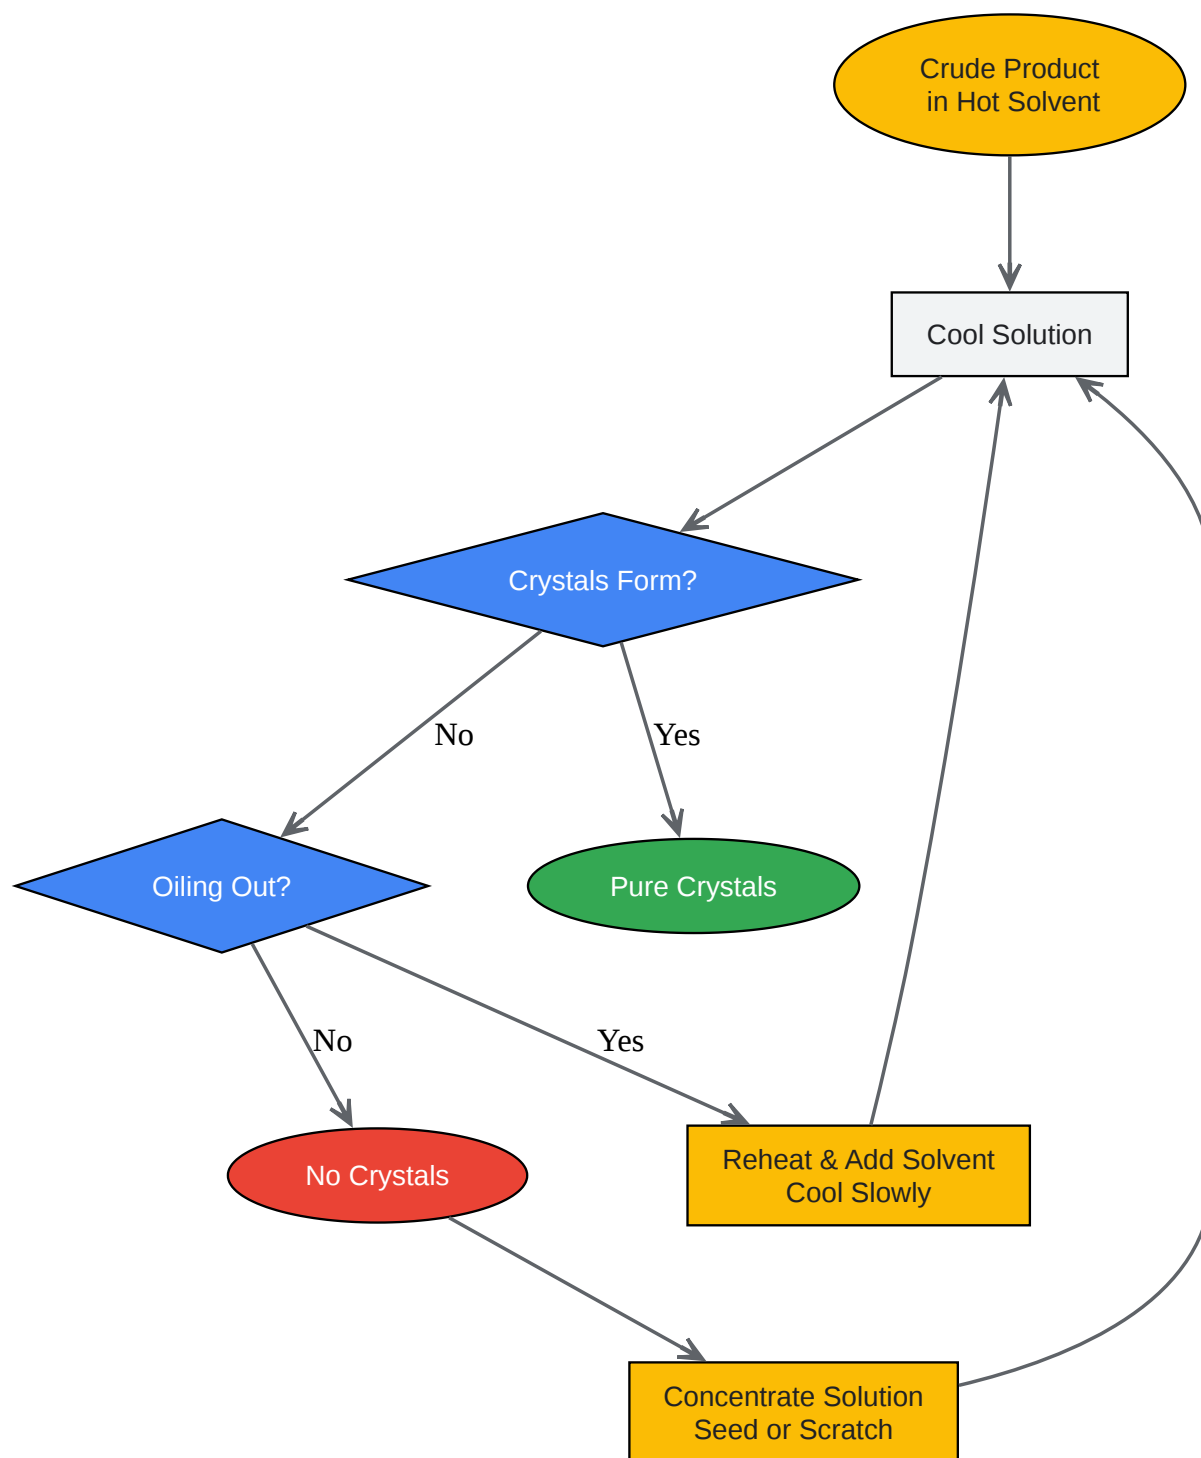 Crude Product
in Hot Solvent
Cool Solution
Crystals Form?
No
Yes
Oiling Out?
Pure Crystals
No
Yes
No Crystals
Reheat & Add Solvent
Cool Slowly
Concentrate Solution
Seed or Scratch